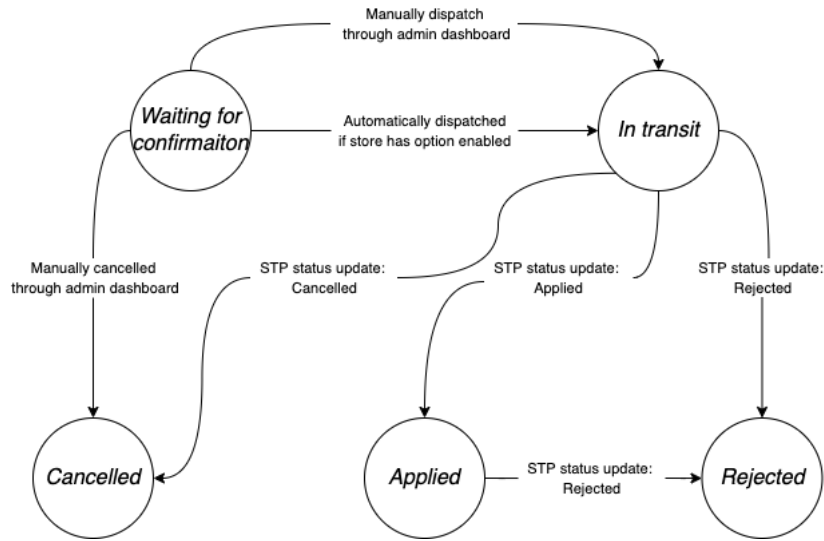 Manually dispatch
through admin dashboard
Waiting for
confirmaiton
Automatically dispatched
if store has option enabled
In transit
Manually cancelled
through admin dashboard
STP status update:
Cancelled
STP status update:
Applied
STP status update:
Rejected
Cancelled
Applied
STP status update:
Rejected
Rejected